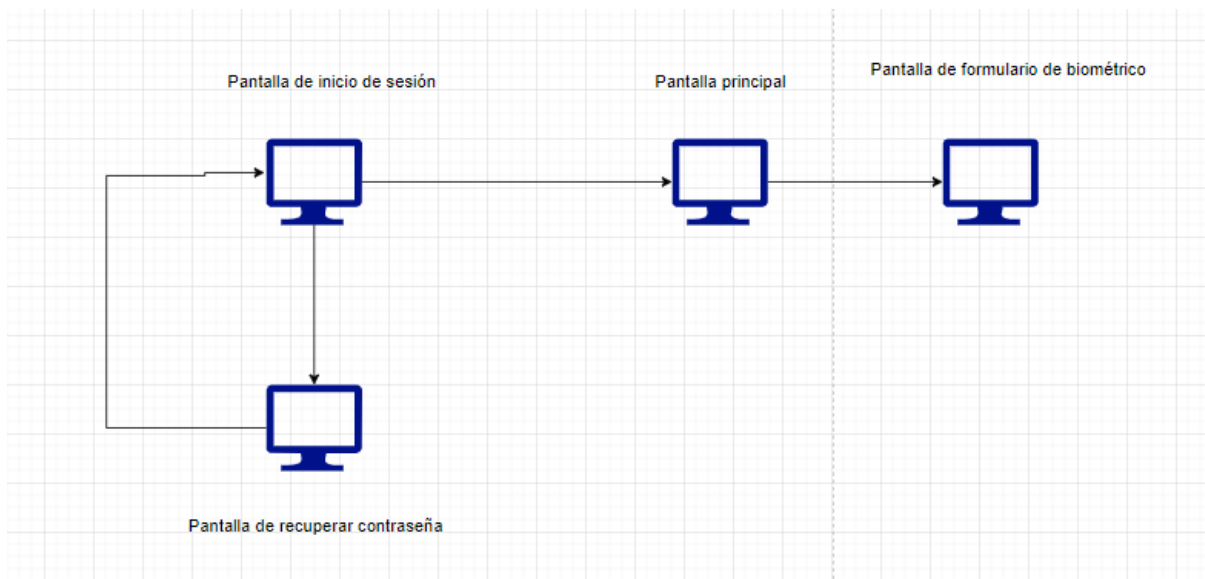 Pantalla de inicio de sesión
Pantalla principal
Pantalla de formulario de biométrico
Pantalla de recuperar contraseña